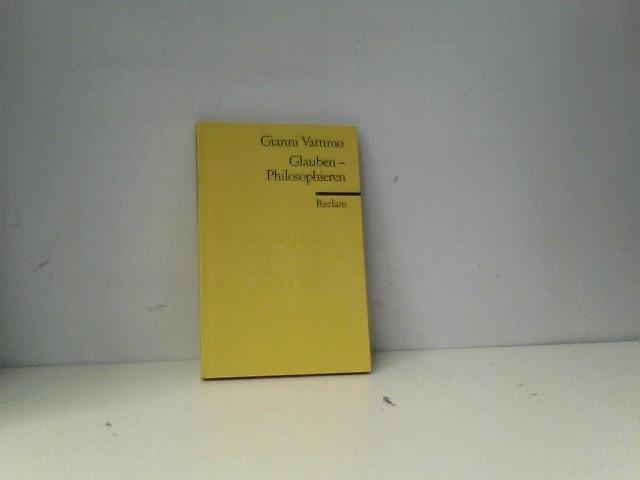 Gianni Vattimo
Glauben –
Philosophieren
Reclam